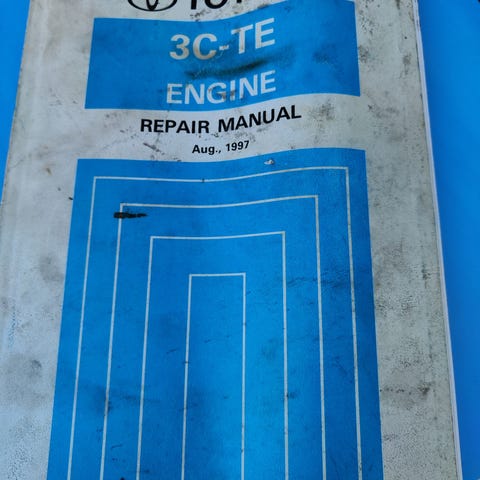 3C-TE
ENGINE
REPAIR MANUAL
Aug., 1997